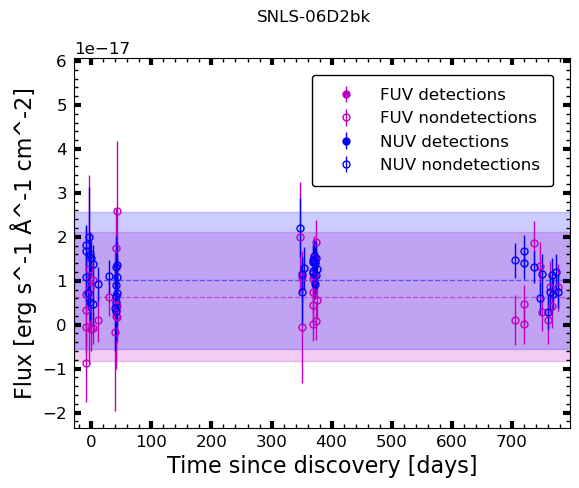 SNLS-06D2bk
1e−17
6
5
4
3
2
1
0
−1
−2
Flux [erg s^-1 Å^-1 cm^-2]
FUV detections
FUV nondetections
NUV detections
NUV nondetections
0 100 200 300 400 500 600 700
Time since discovery [days]